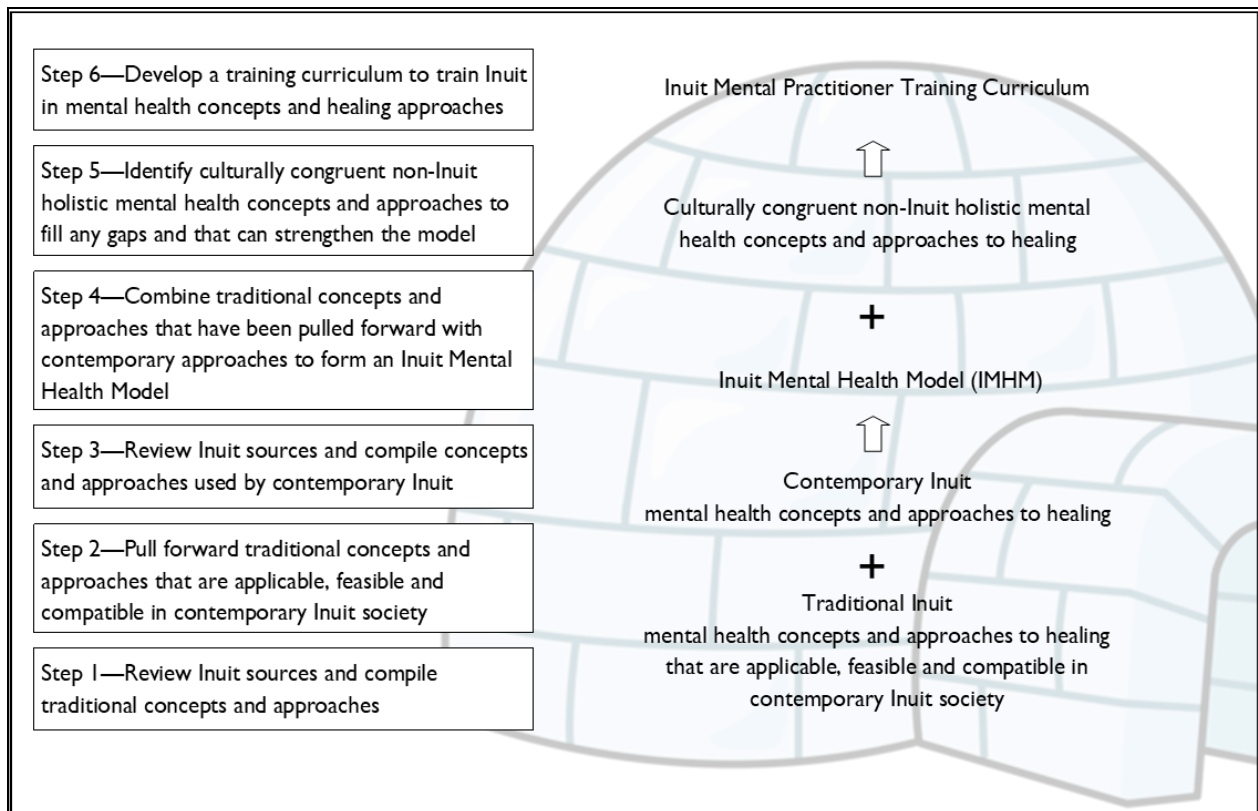 Step 6—Develop a training curriculum to train Inuit
in mental health concepts and healing approaches
Step 5—Identify culturally congruent non-Inuit
holistic mental health concepts and approaches to
fill any gaps and that can strengthen the model
Step 4—Combine traditional concepts and
approaches that have been pulled forward with
contemporary approaches to form an Inuit Mental
Health Model
Step 3—Review Inuit sources and compile concepts
and approaches used by contemporary Inuit
Step 2—Pull forward traditional concepts and
approaches that are applicable, feasible and
compatible in contemporary Inuit society
Step 1—Review Inuit sources and compile
traditional concepts and approaches
Inuit Mental Practitioner Training Curriculum
Culturally congruent non-Inuit holistic mental
health concepts and approaches to healing
+
Inuit Mental Health Model (IMHM)
Contemporary Inuit
mental health concepts and approaches to healing
+
Traditional Inuit
mental health concepts and approaches to healing
that are applicable, feasible and compatible in
contemporary Inuit society